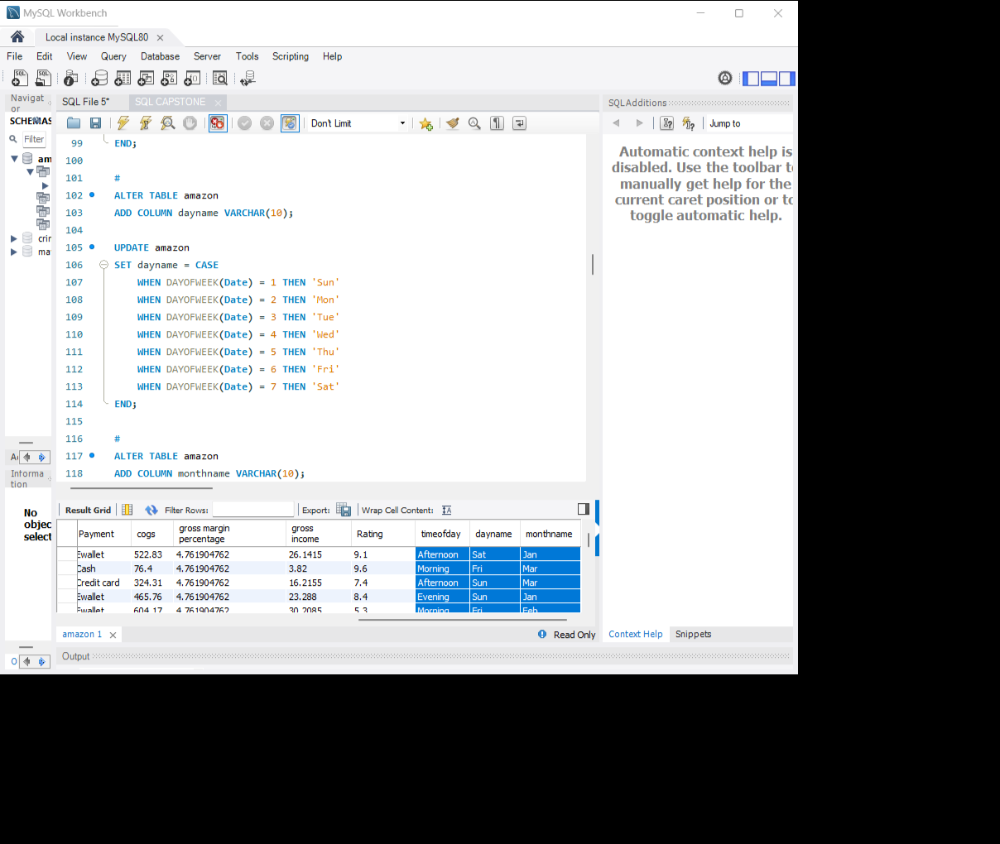 MySQL Workbench
Local instance MySQL80
File Edit View Query Database Server Tools Scripting Help
Navigat
or
SCHEMAS
Filter
am
crir
ma
Ac
Informa
tion
No
objec
select
SQL File 5*
SQL CAPSTONE
Don't Limit
99 END;
100
101 #
102 ALTER TABLE amazon
103 ADD COLUMN dayname VARCHAR(10);
104
105 UPDATE amazon
106 SET dayname = CASE
107 WHEN DAYOFWEEK(Date) = 1 THEN 'Sun'
108 WHEN DAYOFWEEK(Date) = 2 THEN 'Mon'
109 WHEN DAYOFWEEK(Date) = 3 THEN 'Tue'
110 WHEN DAYOFWEEK(Date) = 4 THEN 'Wed'
111 WHEN DAYOFWEEK(Date) = 5 THEN 'Thu'
112 WHEN DAYOFWEEK(Date) = 6 THEN 'Fri'
113 WHEN DAYOFWEEK(Date) = 7 THEN 'Sat'
114 END;
115
116 #
117 ALTER TABLE amazon
118 ADD COLUMN monthname VARCHAR(10);
Result Grid Filter Rows: Export: Wrap Cell Content:
Payment cogs gross margin percentage gross income Rating timeofday dayname monthname
Ewallet 522.83 4.761904762 26.1415 9.1 Afternoon Sat Jan
Cash 76.4 4.761904762 3.82 9.6 Morning Fri Mar
Credit card 324.31 4.761904762 16.2155 7.4 Afternoon Sun Mar
Ewallet 465.76 4.761904762 23.288 8.4 Evening Sun Jan
Ewallet 604.17 4.761904762 30.2085 5.3 Morning Fri Feb
amazon 1
Read Only
SQLAdditions
Jump to
Automatic context help is
disabled. Use the toolbar to
manually get help for the
current caret position or to
toggle automatic help.
Context Help Snippets
O
Output